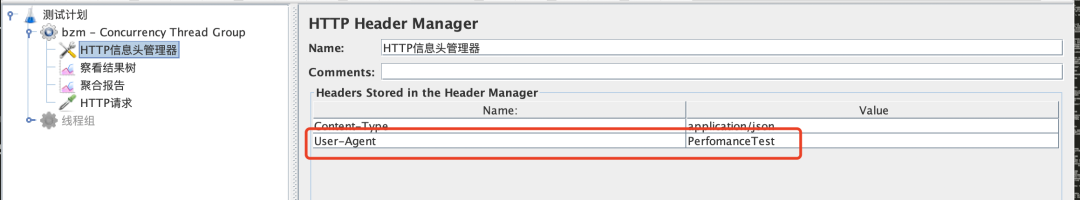 测试计划
bzm - Concurrency Thread Group
HTTP信息头管理器
察看结果树
聚合报告
HTTP请求
线程组
HTTP Header Manager
Name: HTTP信息头管理器
Comments:
Headers Stored in the Header Manager
Name: Value
Content-Type application/json
User-Agent PerfomanceTest